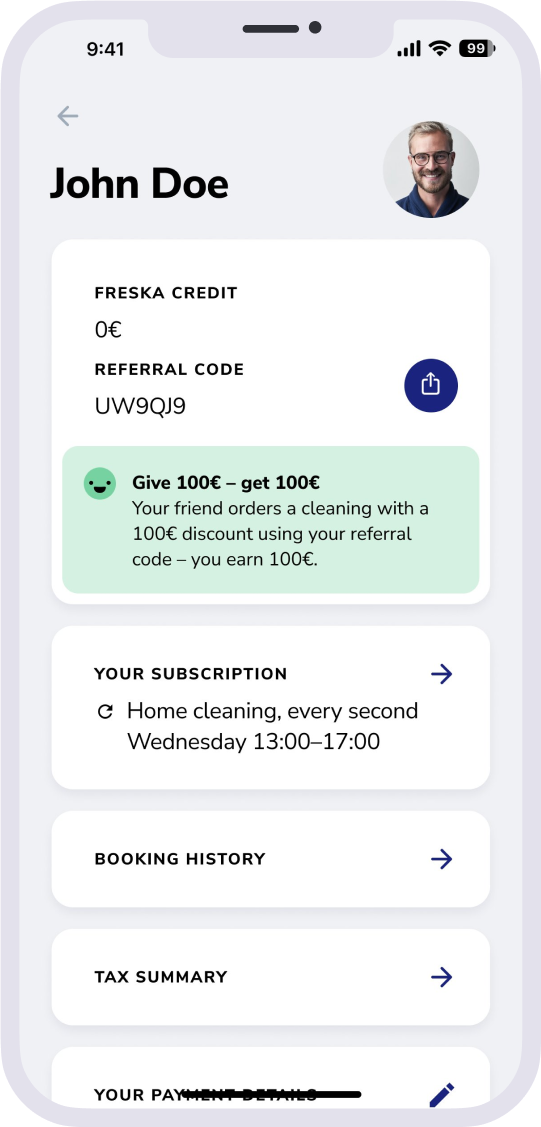 9:41
99
John Doe
FRESKA CREDIT
0€
REFERRAL CODE
UW9QJ9
Give 100€ – get 100€
Your friend orders a cleaning with a
100€ discount using your referral
code – you earn 100€.
YOUR SUBSCRIPTION
Home cleaning, every second
Wednesday 13:00–17:00
BOOKING HISTORY
TAX SUMMARY
YOUR PAYMENT DETAILS